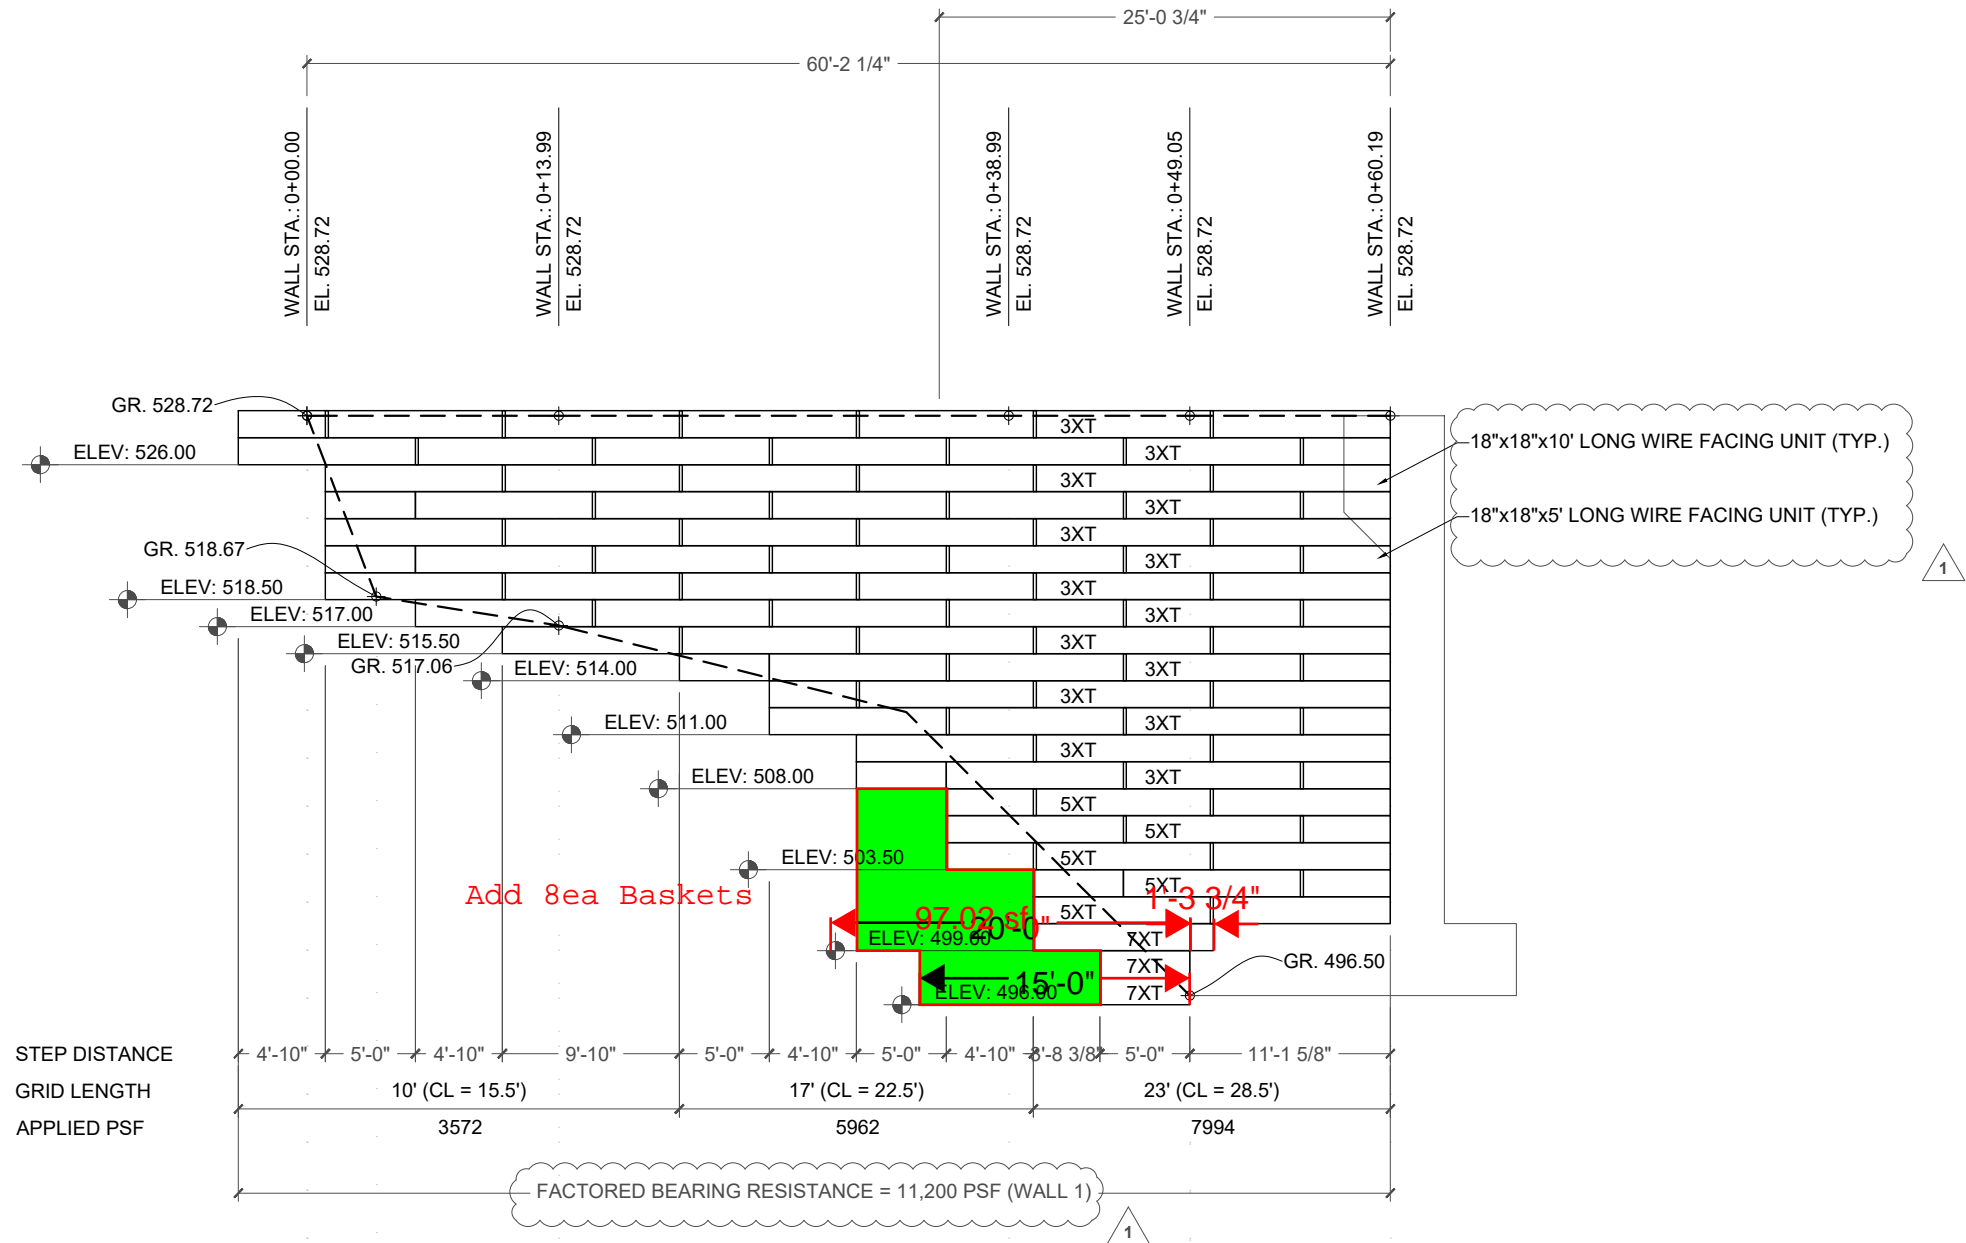 25'-0 3/4"
60'-2 1/4"
WALL STA.: 0+00.00
EL. 528.72
WALL STA.: 0+13.99
EL. 528.72
WALL STA.: 0+38.99
EL. 528.72
WALL STA.: 0+49.05
EL. 528.72
WALL STA.: 0+60.19
EL. 528.72
GR. 528.72
3XT
18"x18"x10' LONG WIRE FACING UNIT (TYP.)
ELEV: 526.00
3XT
3XT
3XT
18"x18"x5' LONG WIRE FACING UNIT (TYP.)
3XT
GR. 518.67
3XT
1
ELEV: 518.50
3XT
ELEV: 517.00
3XT
ELEV: 515.50
3XT
GR. 517.06
ELEV: 514.00
3XT
3XT
ELEV: 511.00
3XT
3XT
ELEV: 508.00
3XT
5XT
5XT
ELEV: 503.50
5XT
Add 8ea Baskets
5XT
1'-3 3/4"
5XT
97.02 sf
20'-0"
ELEV: 499.00
7XT
7XT
GR. 496.50
15'-0"
ELEV: 496.00
7XT
STEP DISTANCE
4'-10"
5'-0"
4'-10"
9'-10"
5'-0"
4'-10"
5'-0"
4'-10"
3'-8 3/8"
5'-0"
11'-1 5/8"
GRID LENGTH
10' (CL = 15.5')
17' (CL = 22.5')
23' (CL = 28.5')
APPLIED PSF
3572
5962
7994
FACTORED BEARING RESISTANCE = 11,200 PSF (WALL 1)
1